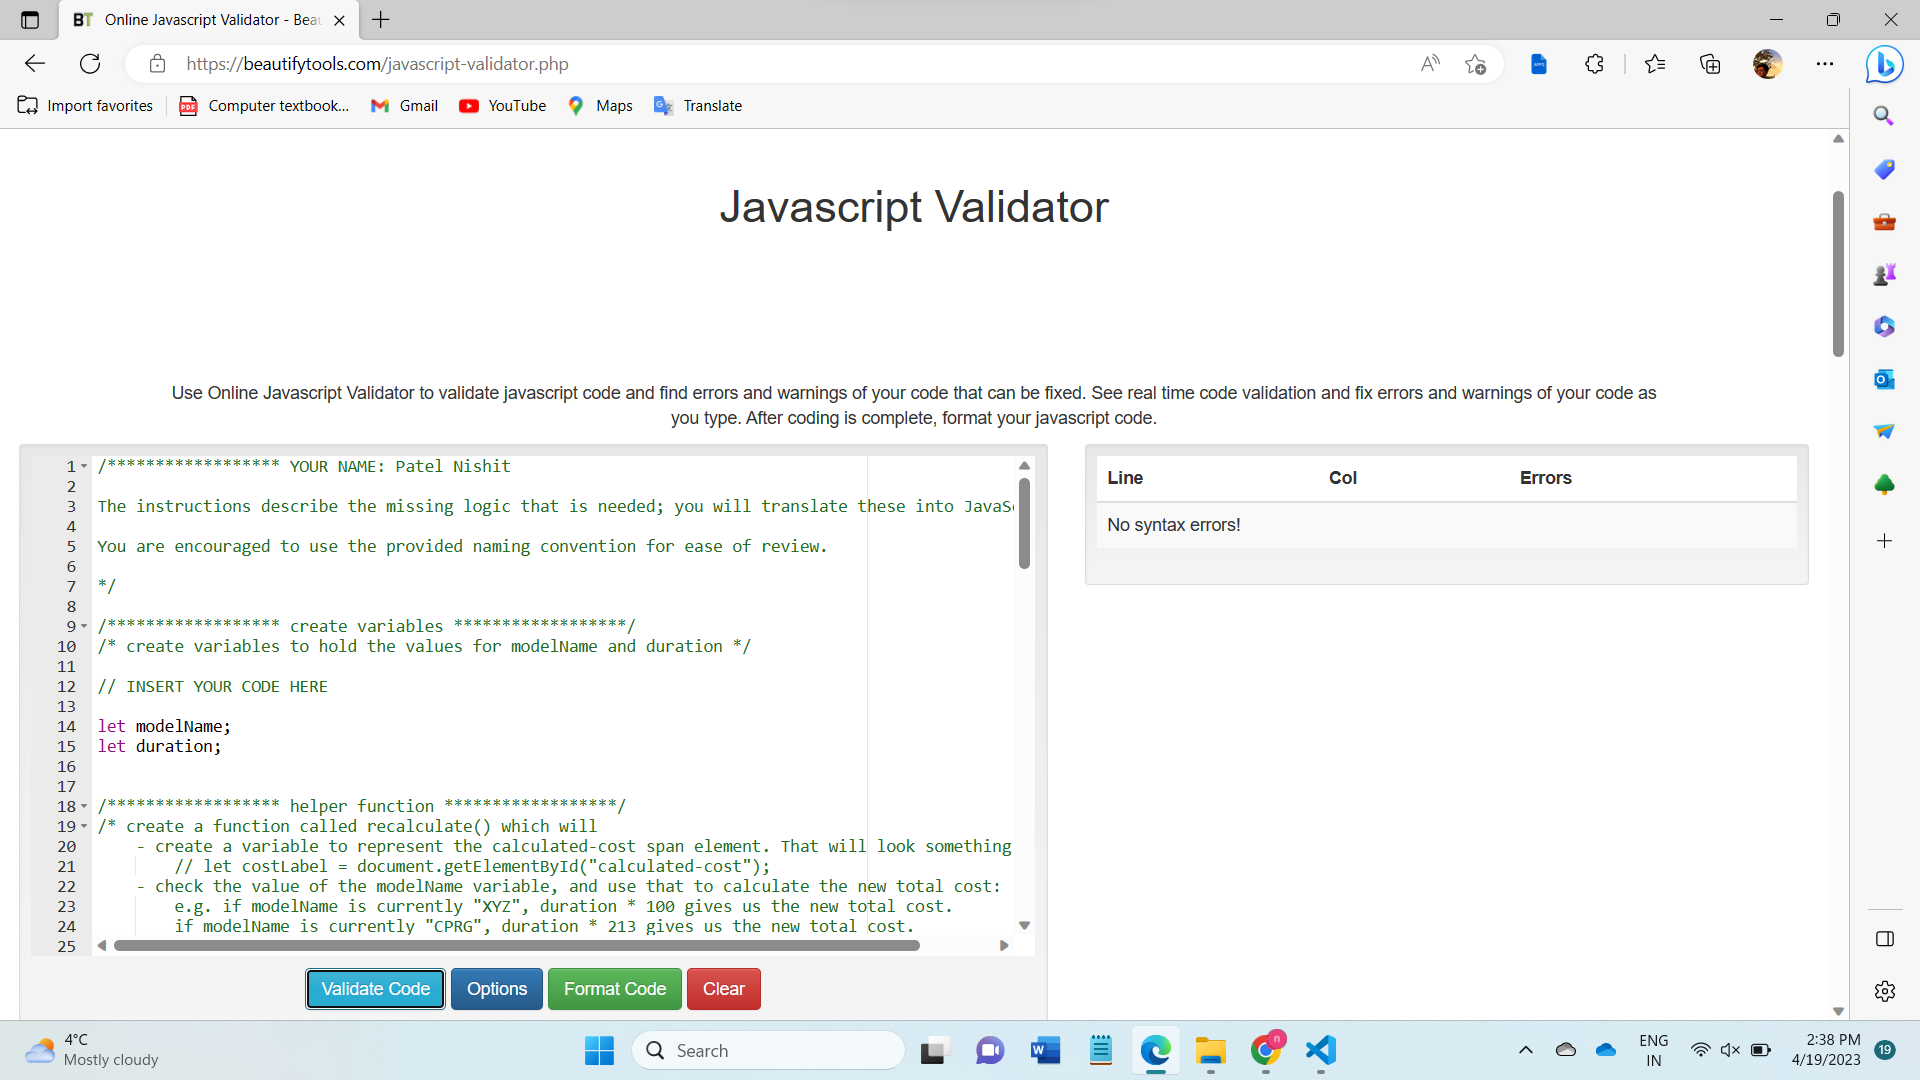 BT Online Javascript Validator - Beau
https://beautifytools.com/javascript-validator.php
Import favorites
PDF Computer textbook...
Gmail
YouTube
Maps
Translate
Javascript Validator
Use Online Javascript Validator to validate javascript code and find errors and warnings of your code that can be fixed. See real time code validation and fix errors and warnings of your code as
you type. After coding is complete, format your javascript code.
1 /****************** YOUR NAME: Patel Nishit
2
3 The instructions describe the missing logic that is needed; you will translate these into JavaSc
4
5 You are encouraged to use the provided naming convention for ease of review.
6
7 */
8
9 /****************** create variables ******************/
10 /* create variables to hold the values for modelName and duration */
11
12 // INSERT YOUR CODE HERE
13
14 let modelName;
15 let duration;
16
17
18 /****************** helper function ******************/
19 /* create a function called recalculate() which will
20 - create a variable to represent the calculated-cost span element. That will look something
21 // let costLabel = document.getElementById("calculated-cost");
22 - check the value of the modelName variable, and use that to calculate the new total cost:
23 e.g. if modelName is currently "XYZ", duration * 100 gives us the new total cost.
24 if modelName is currently "CPRG", duration * 213 gives us the new total cost.
25
Validate Code
Options
Format Code
Clear
Line Col Errors
No syntax errors!
4°C
Mostly cloudy
Search
n
ENG
IN
2:38 PM
4/19/2023
19